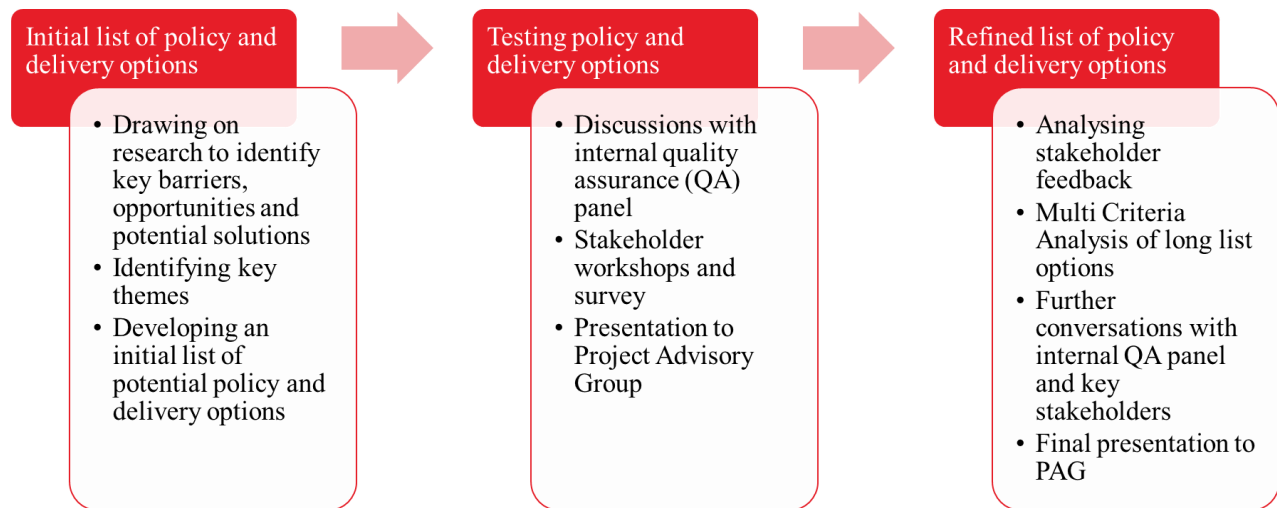 Initial list of policy and
delivery options
• Drawing on
research to identify
key barriers,
opportunities and
potential solutions
• Identifying key
themes
• Developing an
initial list of
potential policy and
delivery options
Testing policy and
delivery options
• Discussions with
internal quality
assurance (QA)
panel
• Stakeholder
workshops and
survey
• Presentation to
Project Advisory
Group
Refined list of policy
and delivery options
• Analysing
stakeholder
feedback
• Multi Criteria
Analysis of long list
options
• Further
conversations with
internal QA panel
and key
stakeholders
• Final presentation to
PAG